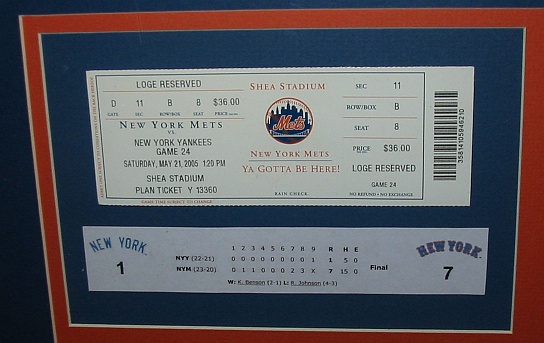 LOGE RESERVED
D 11 B 8 $36.00
GATE SEC ROW/BOX SEAT PRICE
NEW YORK METS
VS.
NEW YORK YANKEES
GAME 24
SATURDAY, MAY 21, 2005 1:20 PM
SHEA STADIUM
PLAN TICKET Y 13360
GAME TIME SUBJECT TO CHANGE
SHEA STADIUM
Mets
NEW YORK METS
YA GOTTA BE HERE!
RAIN CHECK
SEC 11
ROW/BOX B
SEAT 8
PRICE $36.00
LOGE RESERVED
GAME 24
NO REFUND • NO EXCHANGE
NEW YORK
1
1 2 3 4 5 6 7 8 9 R H E
NYY (22-21) 0 0 0 0 0 0 0 0 1 1 5 0
NYM (23-20) 0 1 1 0 0 0 2 3 X 7 15 0
Final
W: K. Benson (2-1) L: R. Johnson (4-3)
NEW YORK
7